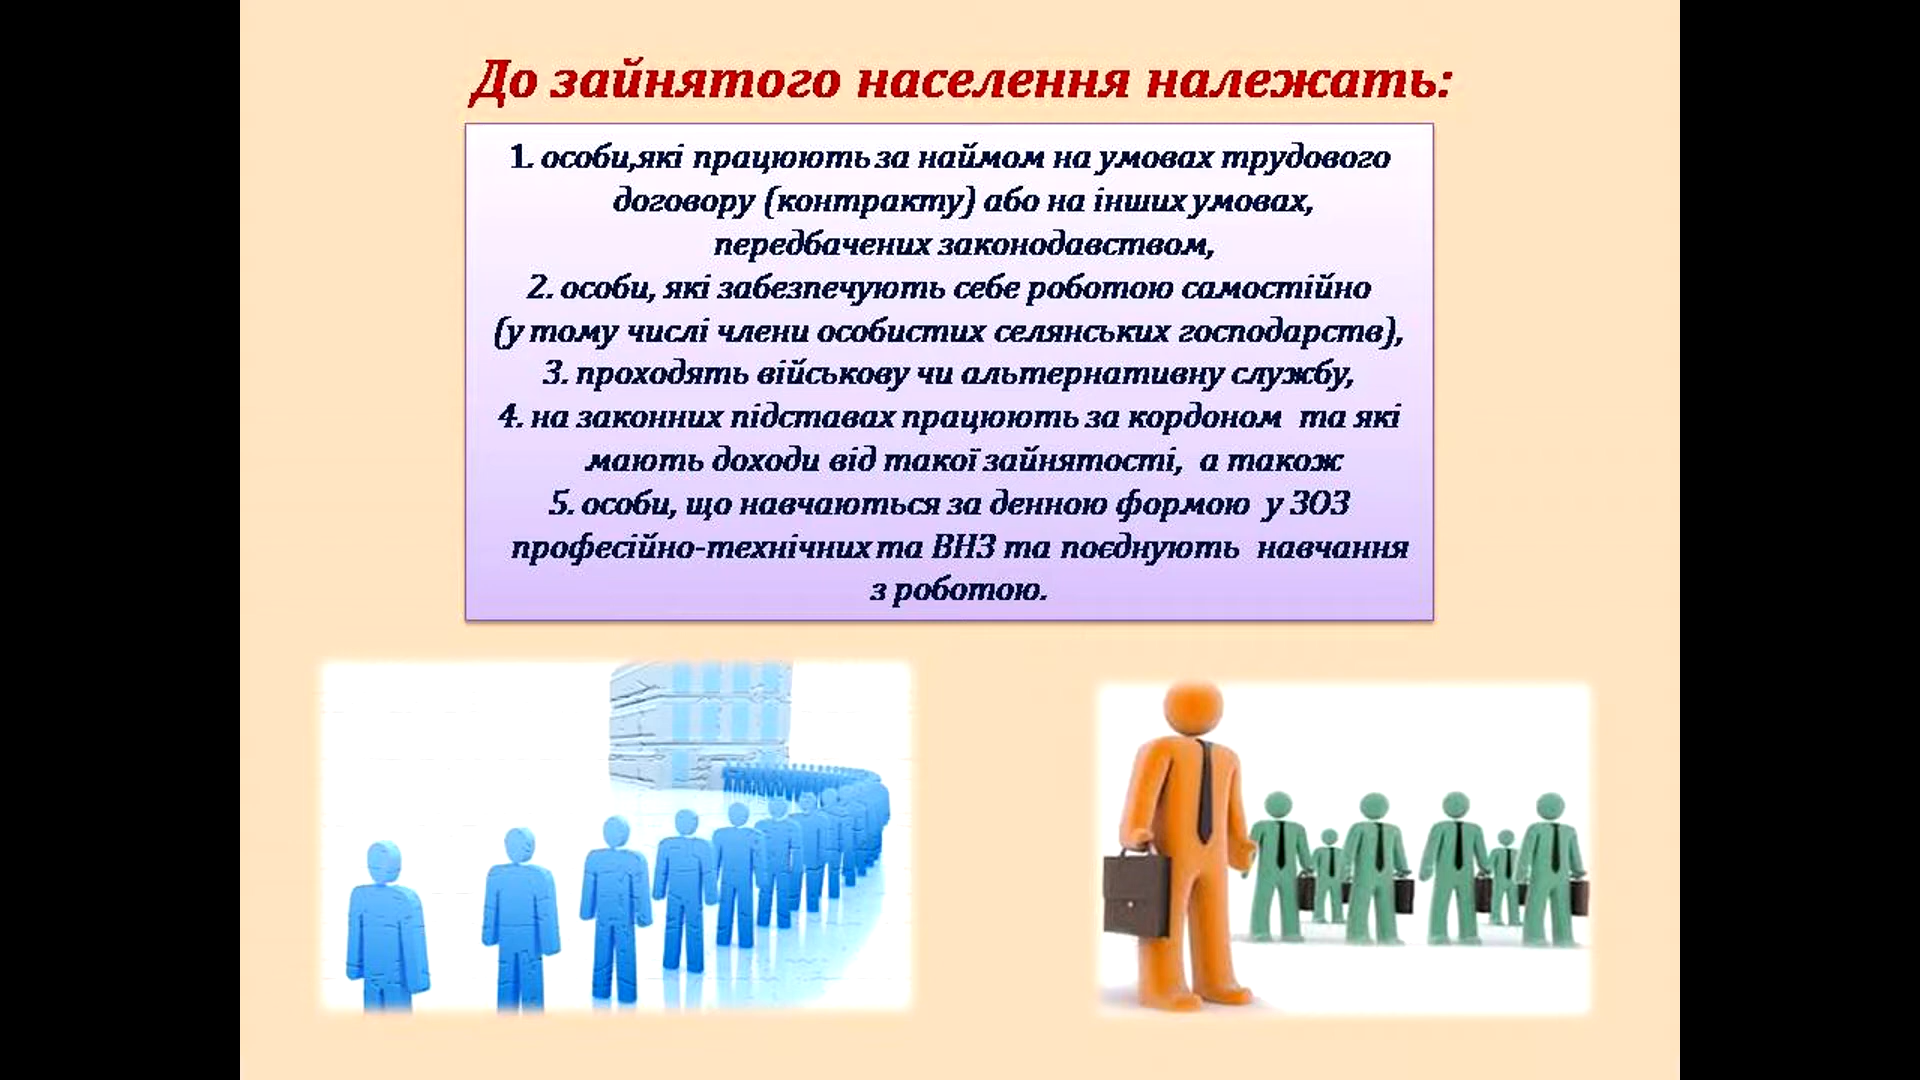 До зайнятого населення належать:
1. особи,які працюють за наймом на умовах трудового
договору (контракту) або на інших умовах,
передбачених законодавством,
2. особи, які забезпечують себе роботою самостійно
(у тому числі члени особистих селянських господарств),
3. проходять військову чи альтернативну службу,
4. на законних підставах працюють за кордоном та які
мають доходи від такої зайнятості, а також
5. особи, що навчаються за денною формою у ЗОЗ
професійно-технічних та ВНЗ та поєднують навчання
з роботою.